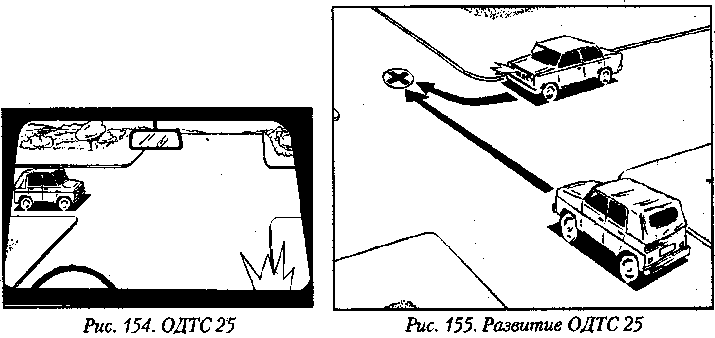 Рис. 154. ОДТС 25
Рис. 155. Развитие ОДТС 25